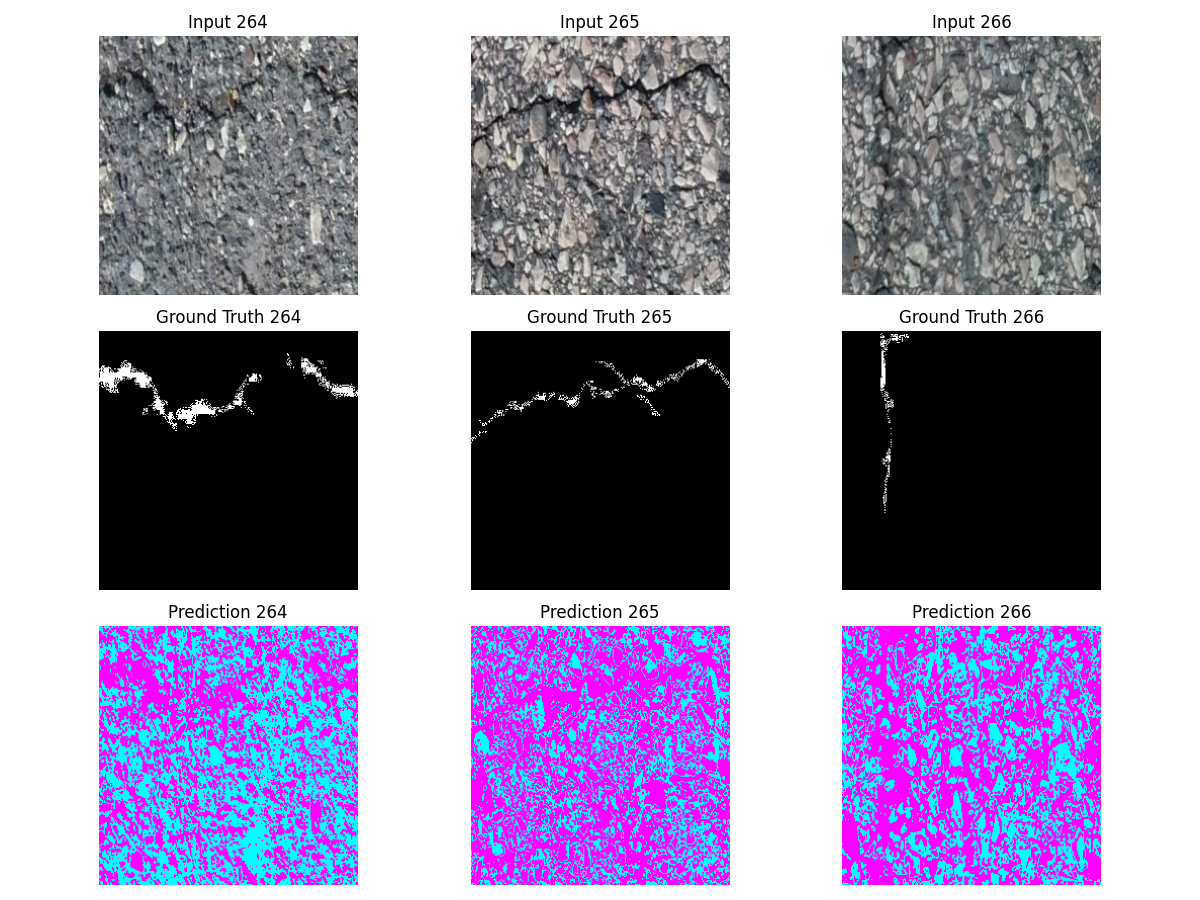 Input 264
Input 265
Input 266
Ground Truth 264
Ground Truth 265
Ground Truth 266
Prediction 264
Prediction 265
Prediction 266